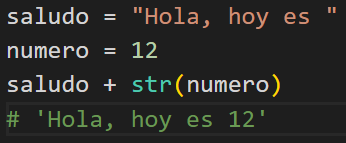 saludo = "Hola, hoy es "
numero = 12
saludo + str(numero)
# 'Hola, hoy es 12'